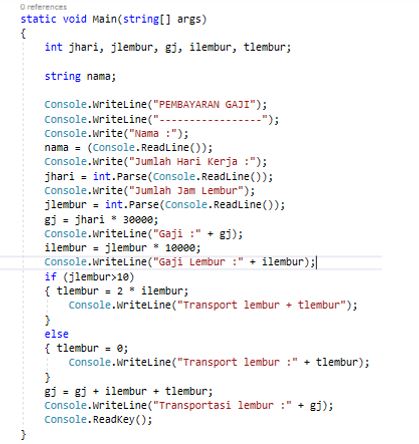 0 references
static void Main(string[] args)
{
int jhari, jlembur, gj, ilembur, tlembur;
string nama;
Console.WriteLine("PEMBAYARAN GAJI");
Console.WriteLine("-----------------");
Console.Write("Nama :");
nama = (Console.ReadLine());
Console.Write("Jumlah Hari Kerja :");
jhari = int.Parse(Console.ReadLine());
Console.Write("Jumlah Jam Lembur");
jlembur = int.Parse(Console.ReadLine());
gj = jhari * 30000;
Console.WriteLine("Gaji :" + gj);
ilembur = jlembur * 10000;
Console.WriteLine("Gaji Lembur :" + ilembur);
if (jlembur>10)
{ tlembur = 2 * ilembur;
Console.WriteLine("Transport lembur + tlembur");
}
else
{ tlembur = 0;
Console.WriteLine("Transport lembur :" + tlembur);
}
gj = gj + ilembur + tlembur;
Console.WriteLine("Transportasi lembur :" + gj);
Console.ReadKey();
}